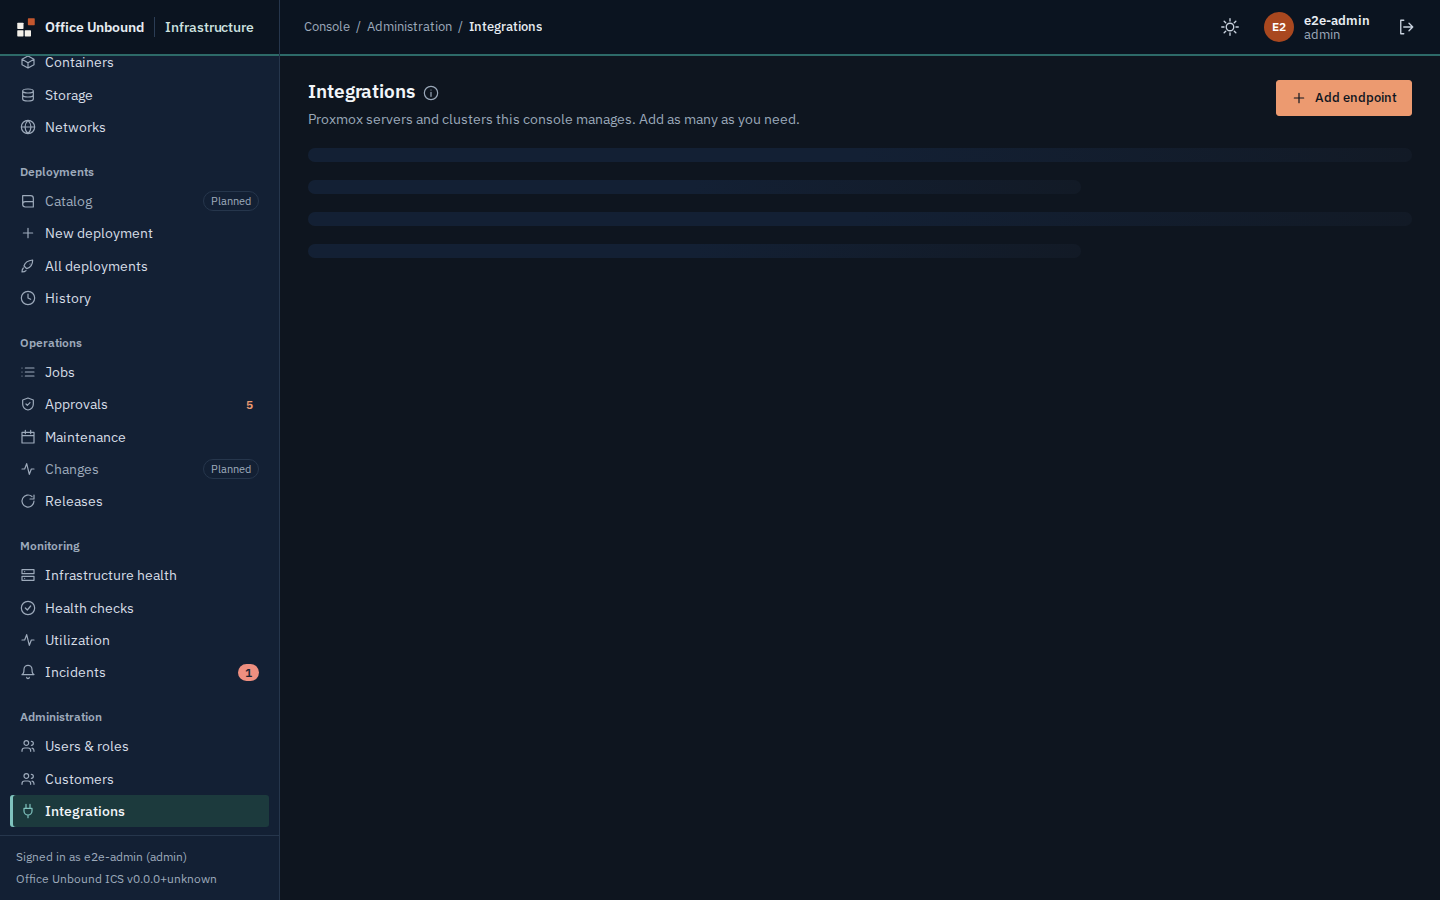 Office Unbound
Infrastructure
Console / Administration / Integrations
E2
e2e-admin
admin
Containers
Storage
Networks
Deployments
Catalog
Planned
New deployment
All deployments
History
Operations
Jobs
Approvals
5
Maintenance
Changes
Planned
Releases
Monitoring
Infrastructure health
Health checks
Utilization
Incidents
1
Administration
Users & roles
Customers
Integrations
Signed in as e2e-admin (admin)
Office Unbound ICS v0.0.0+unknown
Integrations
Proxmox servers and clusters this console manages. Add as many as you need.
Add endpoint